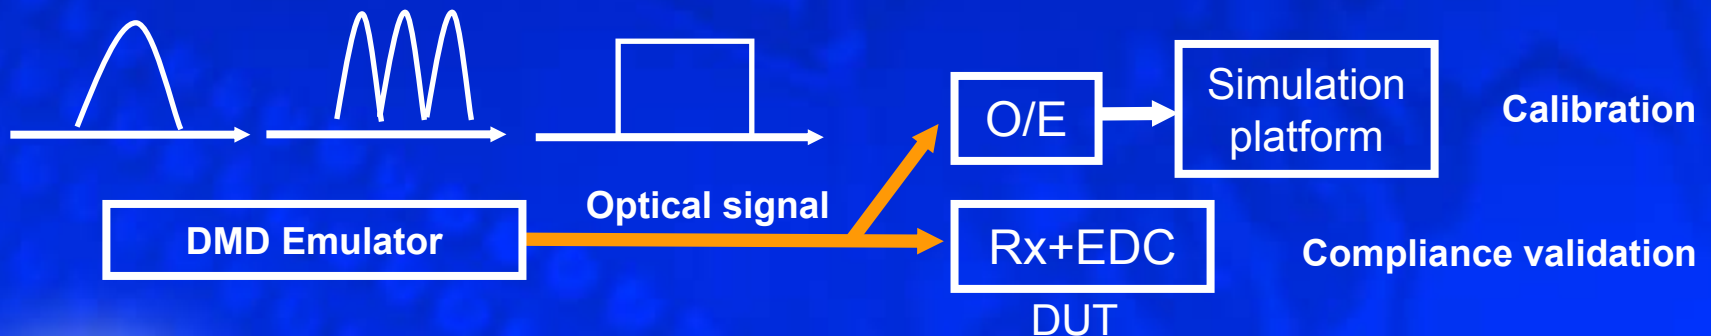 O/E
Simulation
platform
Calibration
Optical signal
DMD Emulator
Rx+EDC
Compliance validation
DUT